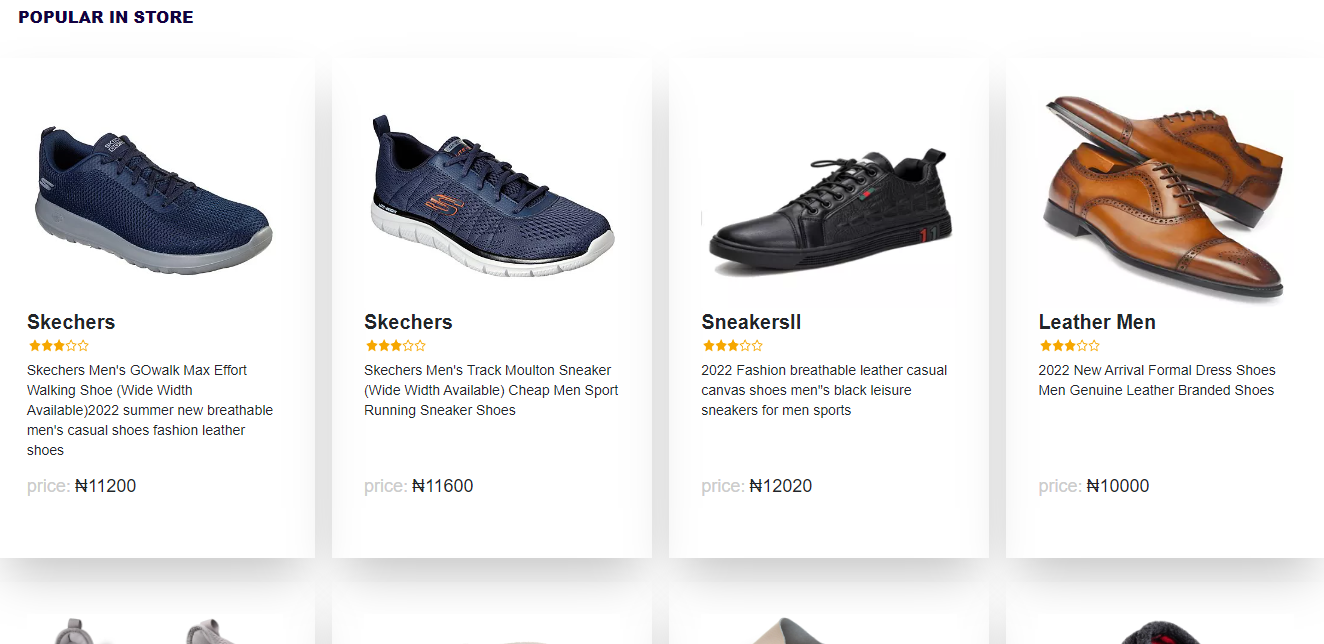 POPULAR IN STORE
Skechers
Skechers Men's GOwalk Max Effort
Walking Shoe (Wide Width
Available)2022 summer new breathable
men's casual shoes fashion leather
shoes
price: ₦11200
Skechers
Skechers Men's Track Moulton Sneaker
(Wide Width Available) Cheap Men Sport
Running Sneaker Shoes
price: ₦11600
SneakersII
2022 Fashion breathable leather casual
canvas shoes men"s black leisure
sneakers for men sports
price: ₦12020
Leather Men
2022 New Arrival Formal Dress Shoes
Men Genuine Leather Branded Shoes
price: ₦10000